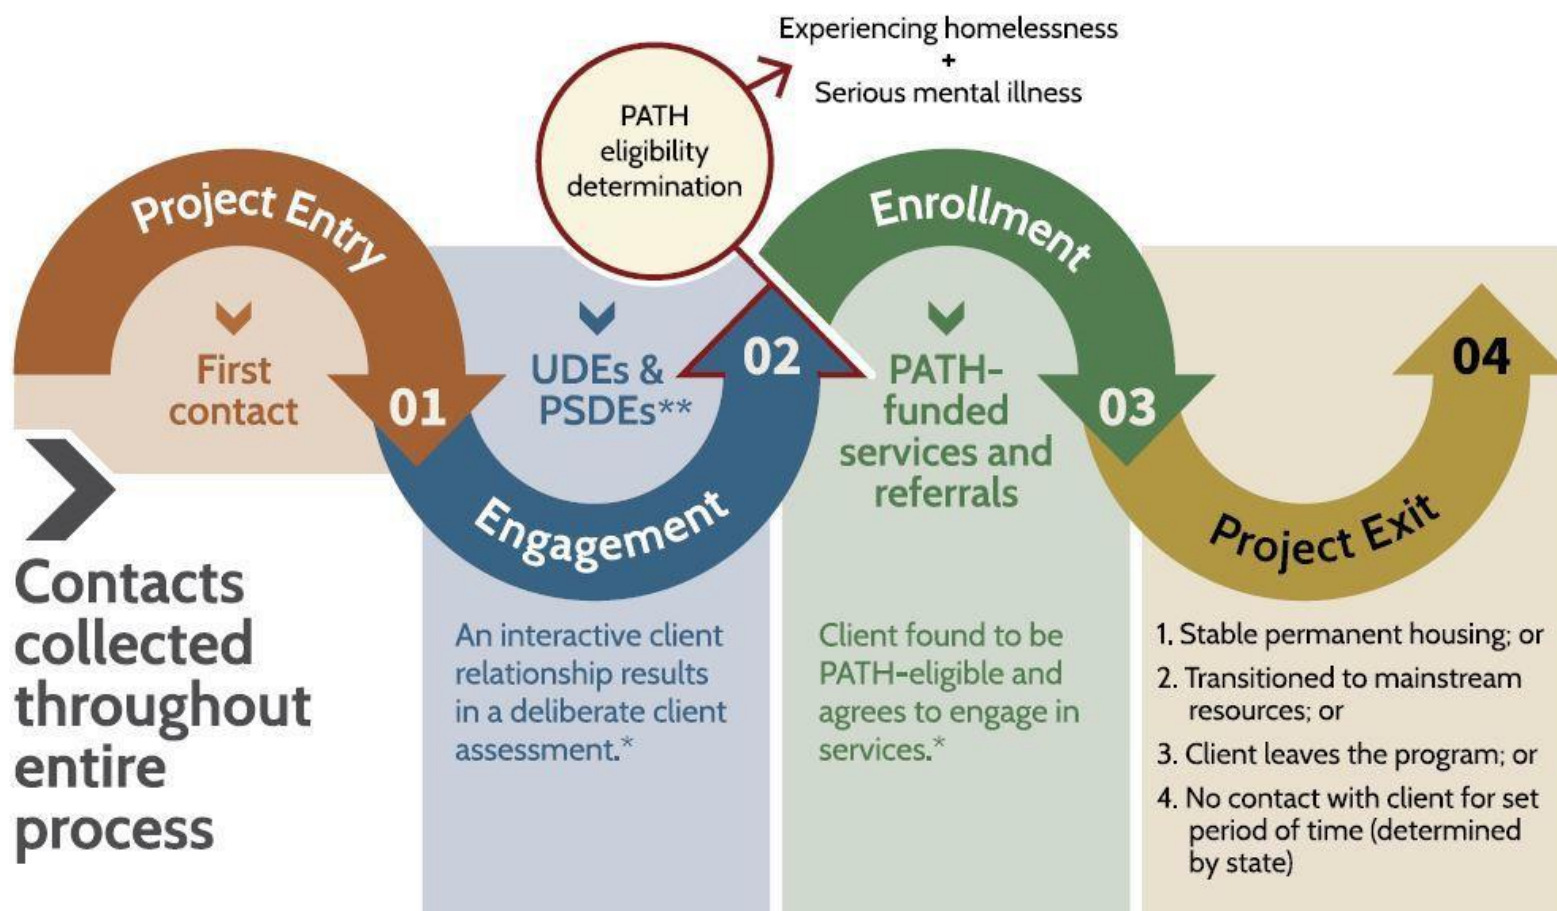 Experiencing homelessness
+
Serious mental illness
PATH
eligibility
determination
Project Entry
First
contact
01
Contacts
collected
throughout
entire
process
UDEs &
PSDEs**
02
Engagement
An interactive client
relationship results
in a deliberate client
assessment.*
Enrollment
PATH-
funded
services and
referrals
03
Client found to be
PATH-eligible and
agrees to engage in
services.*
04
Project Exit
1. Stable permanent housing; or
2. Transitioned to mainstream
resources; or
3. Client leaves the program; or
4. No contact with client for set
period of time (determined
by state)